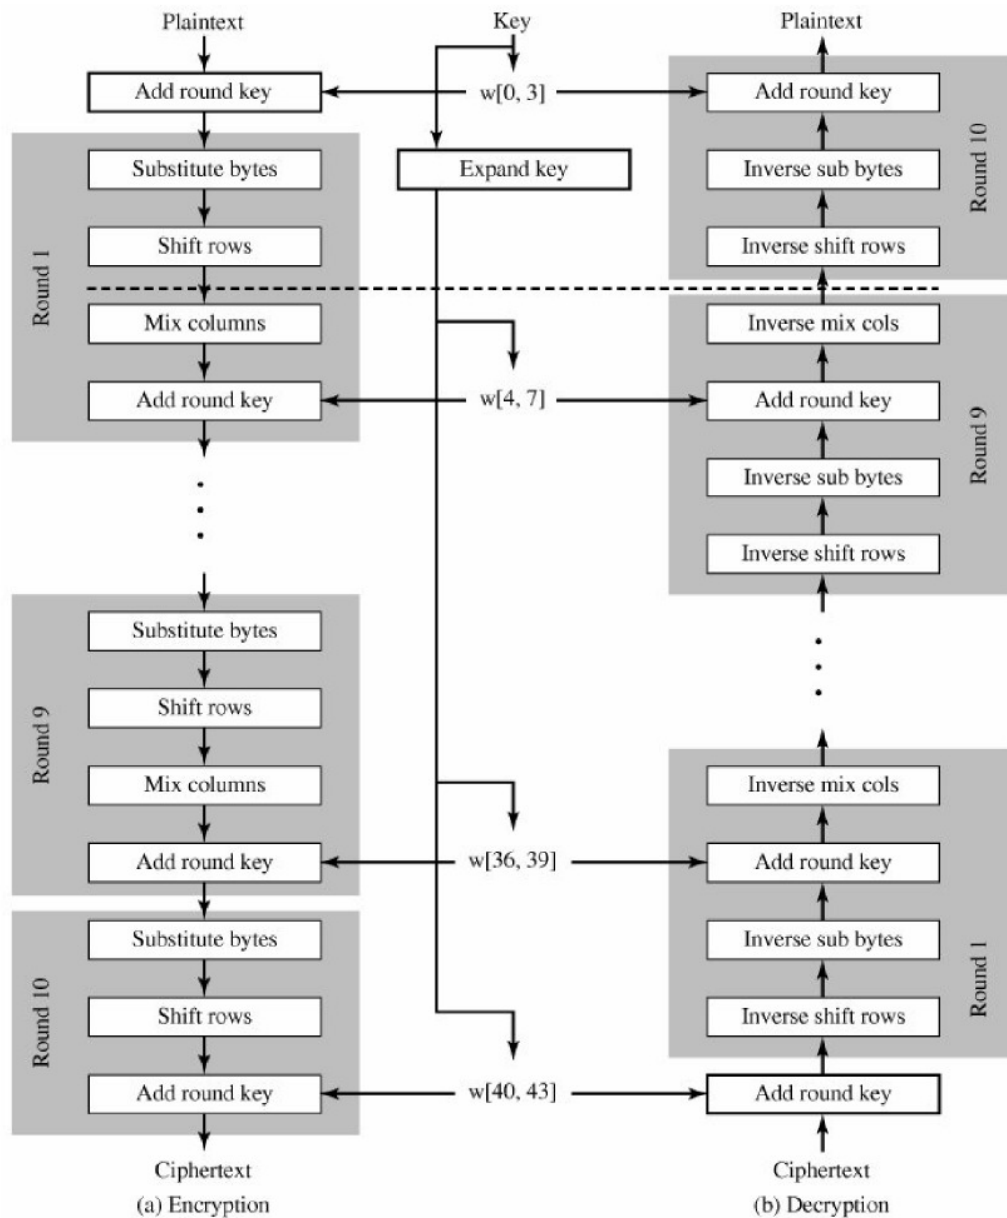 Plaintext
Add round key
Round 1
Substitute bytes
Shift rows
Mix columns
Add round key
Round 9
Substitute bytes
Shift rows
Mix columns
Add round key
Round 10
Substitute bytes
Shift rows
Add round key
Ciphertext
(a) Encryption
Key
w[0, 3]
Expand key
w[4, 7]
w[36, 39]
w[40, 43]
Plaintext
Add round key
Inverse sub bytes
Inverse shift rows
Round 10
Inverse mix cols
Add round key
Inverse sub bytes
Inverse shift rows
Round 9
Inverse mix cols
Add round key
Inverse sub bytes
Inverse shift rows
Round 1
Add round key
Ciphertext
(b) Decryption